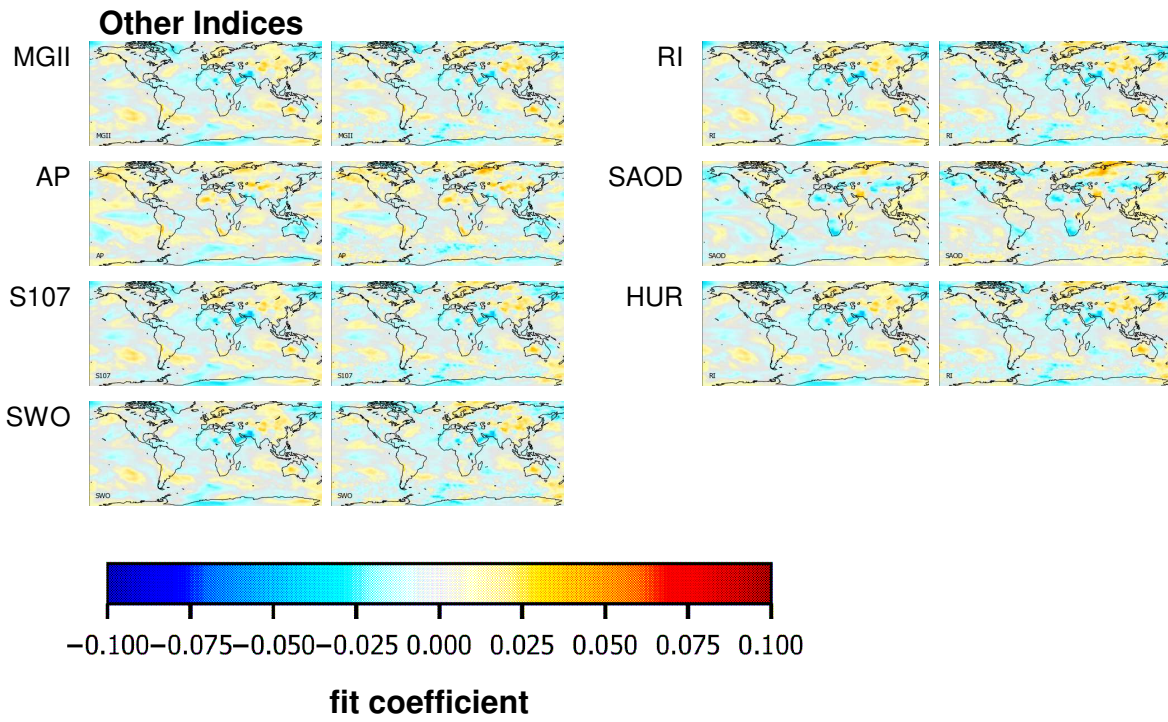 Other Indices
MGII
MGII
MGII
RI
RI
RI
AP
AP
AP
SAOD
SAOD
SAOD
S107
S107
S107
HUR
RI
RI
SWO
SWO
SWO
−0.100−0.075−0.050−0.025 0.000 0.025 0.050 0.075 0.100
fit coefficient